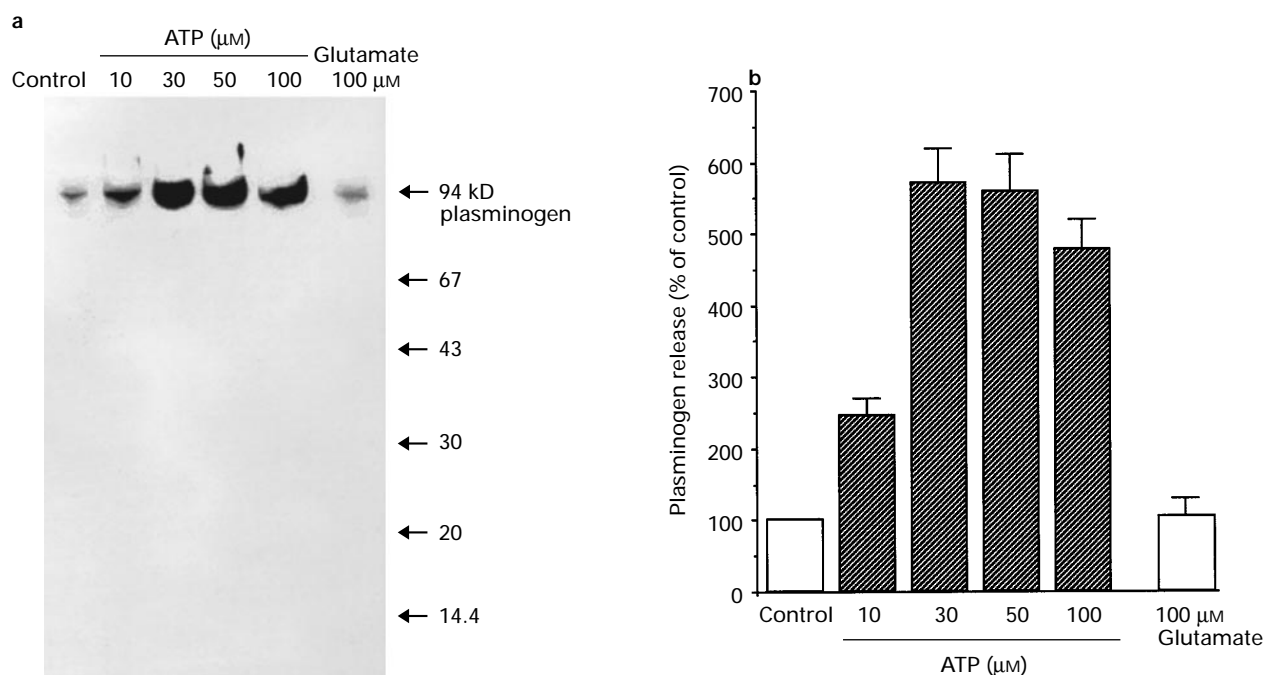 a
ATP (μM)
Glutamate
Control 10 30 50 100 100 μM
94 kD
plasminogen
67
43
30
20
14.4
b
Plasminogen release (% of control)
700
600
500
400
300
200
100
0
Control 10 30 50 100 100 μM
Glutamate
ATP (μM)